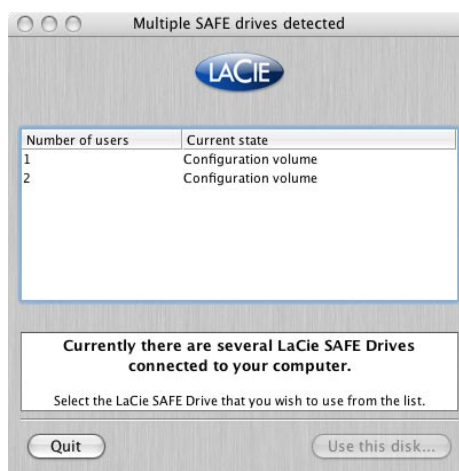 Multiple SAFE drives detected
LACIE
Number of users Current state
1 Configuration volume
2 Configuration volume
Currently there are several LaCie SAFE Drives
connected to your computer.
Select the LaCie SAFE Drive that you wish to use from the list.
Quit Use this disk...